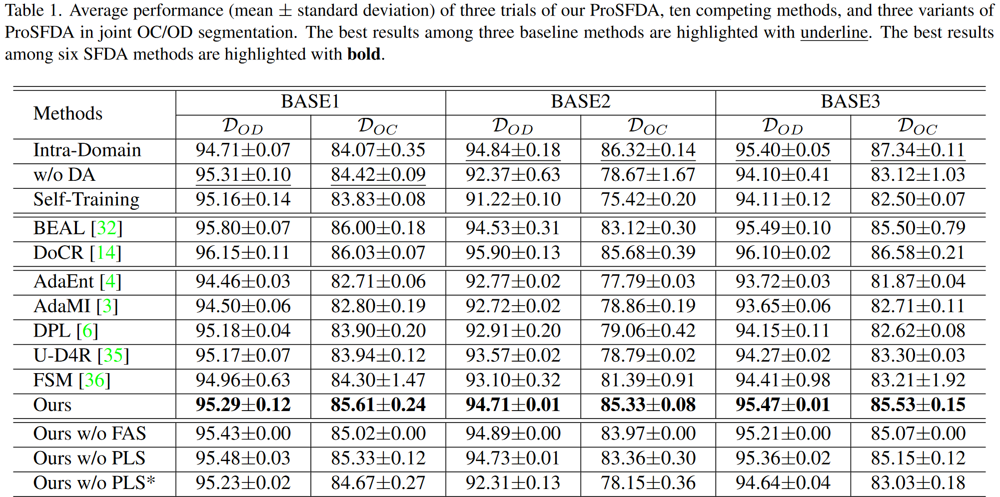 Table 1. Average performance (mean ± standard deviation) of three trials of our ProSFDA, ten competing methods, and three variants of
ProSFDA in joint OC/OD segmentation. The best results among three baseline methods are highlighted with underline. The best results
among six SFDA methods are highlighted with bold.
Methods BASE1 BASE2 BASE3
D_OD D_OC D_OD D_OC D_OD D_OC
Intra-Domain 94.71±0.07 84.07±0.35 94.84±0.18 86.32±0.14 95.40±0.05 87.34±0.11
w/o DA 95.31±0.10 84.42±0.09 92.37±0.63 78.67±1.67 94.10±0.41 83.12±1.03
Self-Training 95.16±0.14 83.83±0.08 91.22±0.10 75.42±0.20 94.11±0.12 82.50±0.07
BEAL [32] 95.80±0.07 86.00±0.18 94.53±0.31 83.12±0.30 95.49±0.10 85.50±0.79
DoCR [14] 96.15±0.11 86.03±0.07 95.90±0.13 85.68±0.39 96.10±0.02 86.58±0.21
AdaEnt [4] 94.46±0.03 82.71±0.06 92.77±0.02 77.79±0.03 93.72±0.03 81.87±0.04
AdaMI [3] 94.50±0.06 82.80±0.19 92.72±0.02 78.86±0.19 93.65±0.06 82.71±0.11
DPL [6] 95.18±0.04 83.90±0.20 92.91±0.20 79.06±0.42 94.15±0.11 82.62±0.08
U-D4R [35] 95.17±0.07 83.94±0.12 93.57±0.02 78.79±0.02 94.27±0.02 83.30±0.03
FSM [36] 94.96±0.63 84.30±1.47 93.10±0.32 81.39±0.91 94.41±0.98 83.21±1.92
Ours 95.29±0.12 85.61±0.24 94.71±0.01 85.33±0.08 95.47±0.01 85.53±0.15
Ours w/o FAS 95.43±0.00 85.02±0.00 94.89±0.00 83.97±0.00 95.21±0.00 85.07±0.00
Ours w/o PLS 95.48±0.03 85.33±0.12 94.73±0.01 83.36±0.30 95.36±0.02 85.15±0.12
Ours w/o PLS* 95.23±0.02 84.67±0.27 92.31±0.13 78.15±0.36 94.64±0.04 83.03±0.18